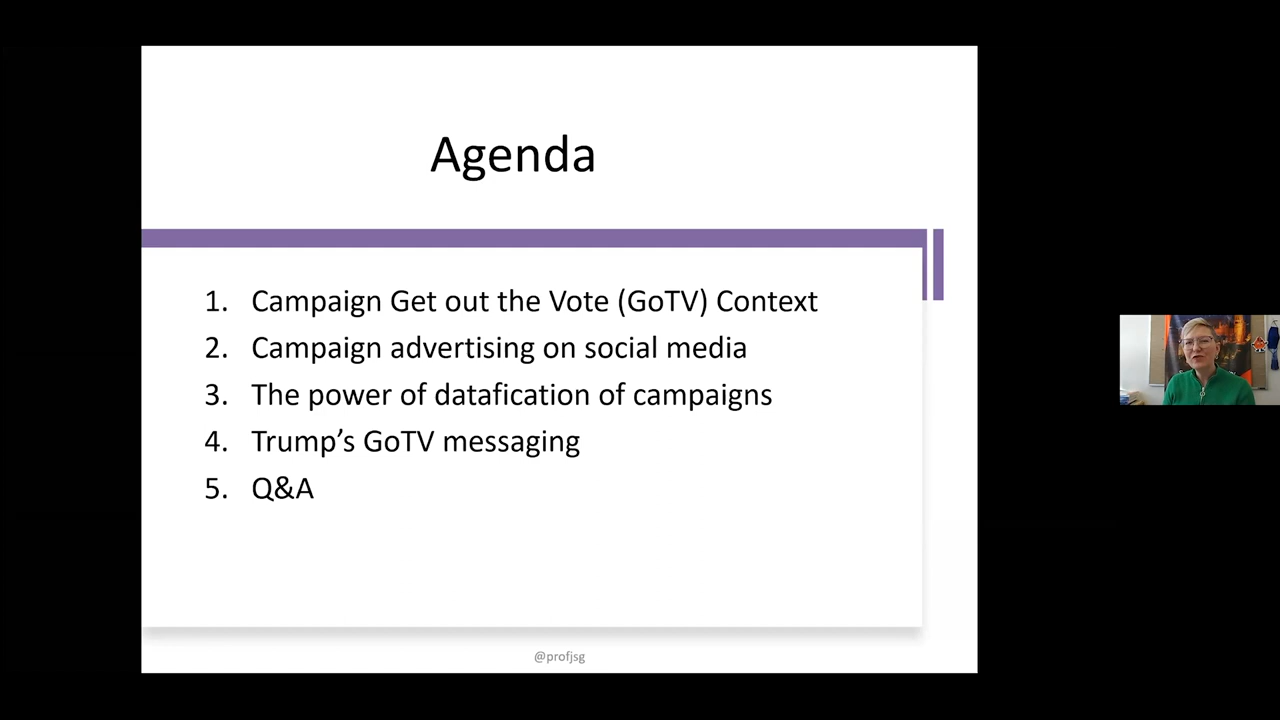 Agenda
1. Campaign Get out the Vote (GoTV) Context
2. Campaign advertising on social media
3. The power of datafication of campaigns
4. Trump’s GoTV messaging
5. Q&A
@profjsg